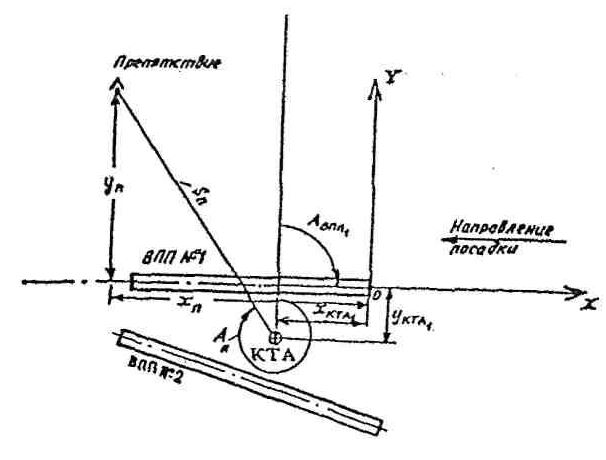 Препятствие
Y
yп
Sп
AВПП1
Направление
посадки
ВПП №1
0
X
xп
xКТА1
yКТА1
Aп
КТА
ВПП №2